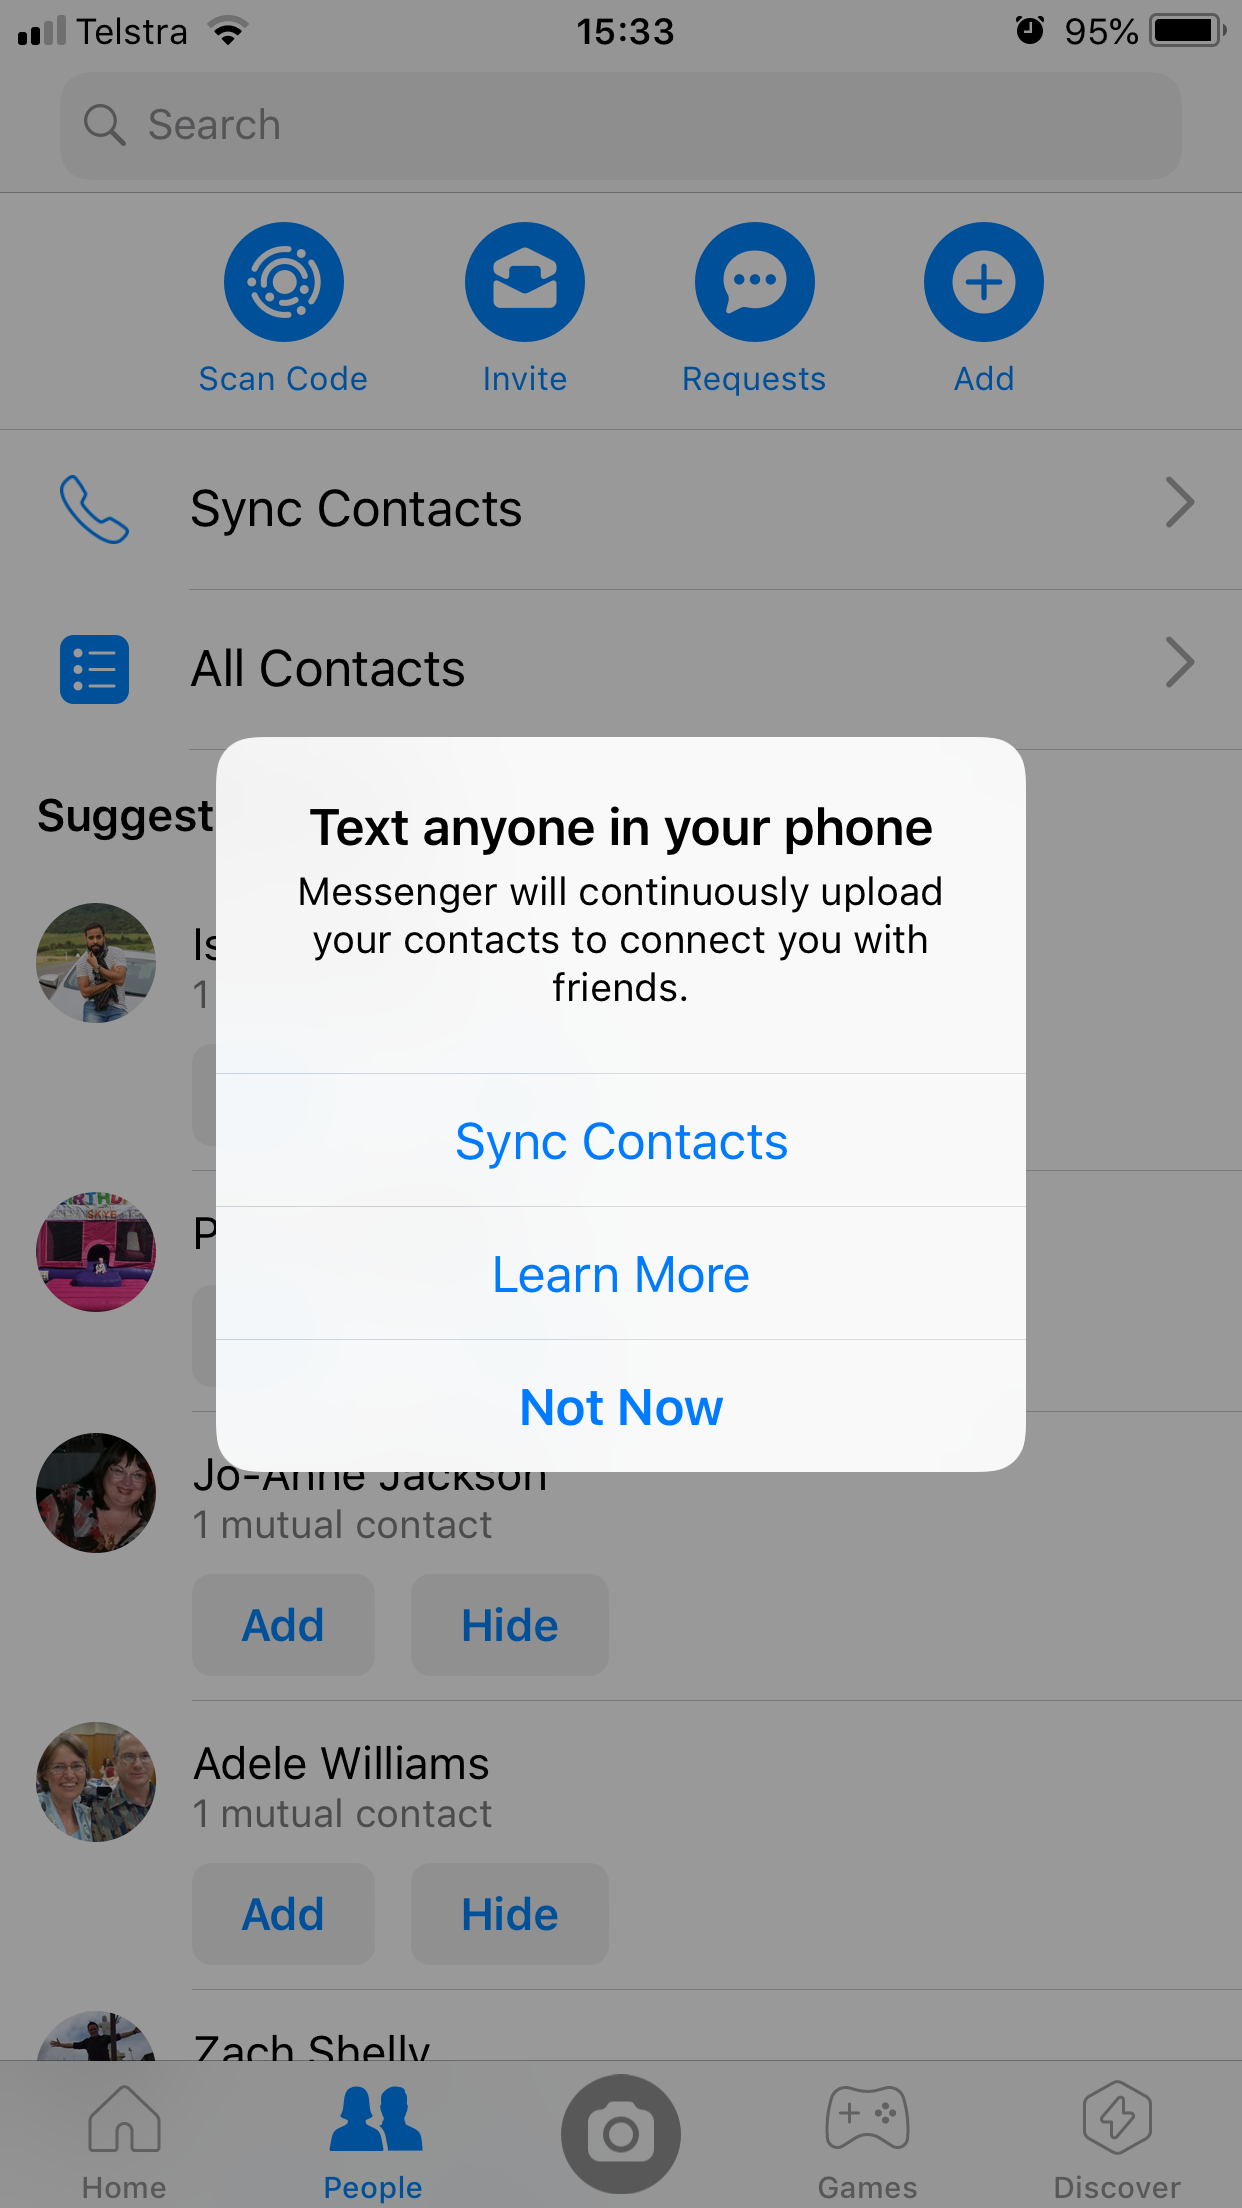 Telstra 15:33 95%
Search
Scan Code Invite Requests Add
Sync Contacts
All Contacts
Suggest
Text anyone in your phone
Messenger will continuously upload
your contacts to connect you with
friends.
Is
1
Sync Contacts
P
Learn More
Not Now
Jo-Anne Jackson
1 mutual contact
Add Hide
Adele Williams
1 mutual contact
Add Hide
Zach Shelly
Home People Games Discover